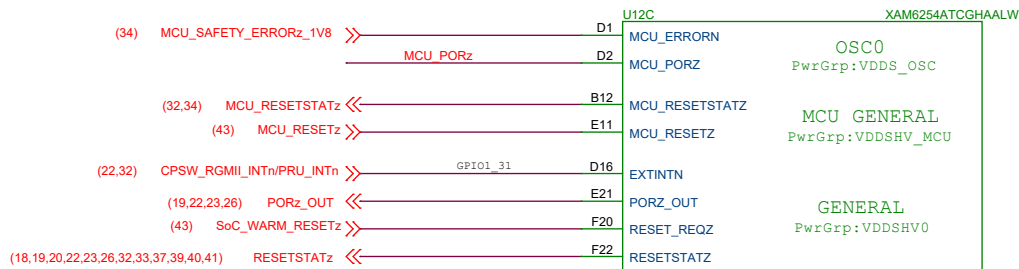 U12C XAM6254ATCGHAALW
(34) MCU_SAFETY_ERRORz_1V8 D1 MCU_ERRORN
OSC0
MCU_PORz D2 MCU_PORZ
PwrGrp:VDDS_OSC
(32,34) MCU_RESETSTATz B12 MCU_RESETSTATZ
MCU GENERAL
(43) MCU_RESETz E11 MCU_RESETZ
PwrGrp:VDDSHV_MCU
(22,32) CPSW_RGMII_INTn/PRU_INTn GPIO1_31 D16 EXTINTN
(19,22,23,26) PORz_OUT E21 PORZ_OUT
GENERAL
(43) SoC_WARM_RESETz F20 RESET_REQZ
PwrGrp:VDDSHV0
(18,19,20,22,23,26,32,33,37,39,40,41) RESETSTATz F22 RESETSTATZ